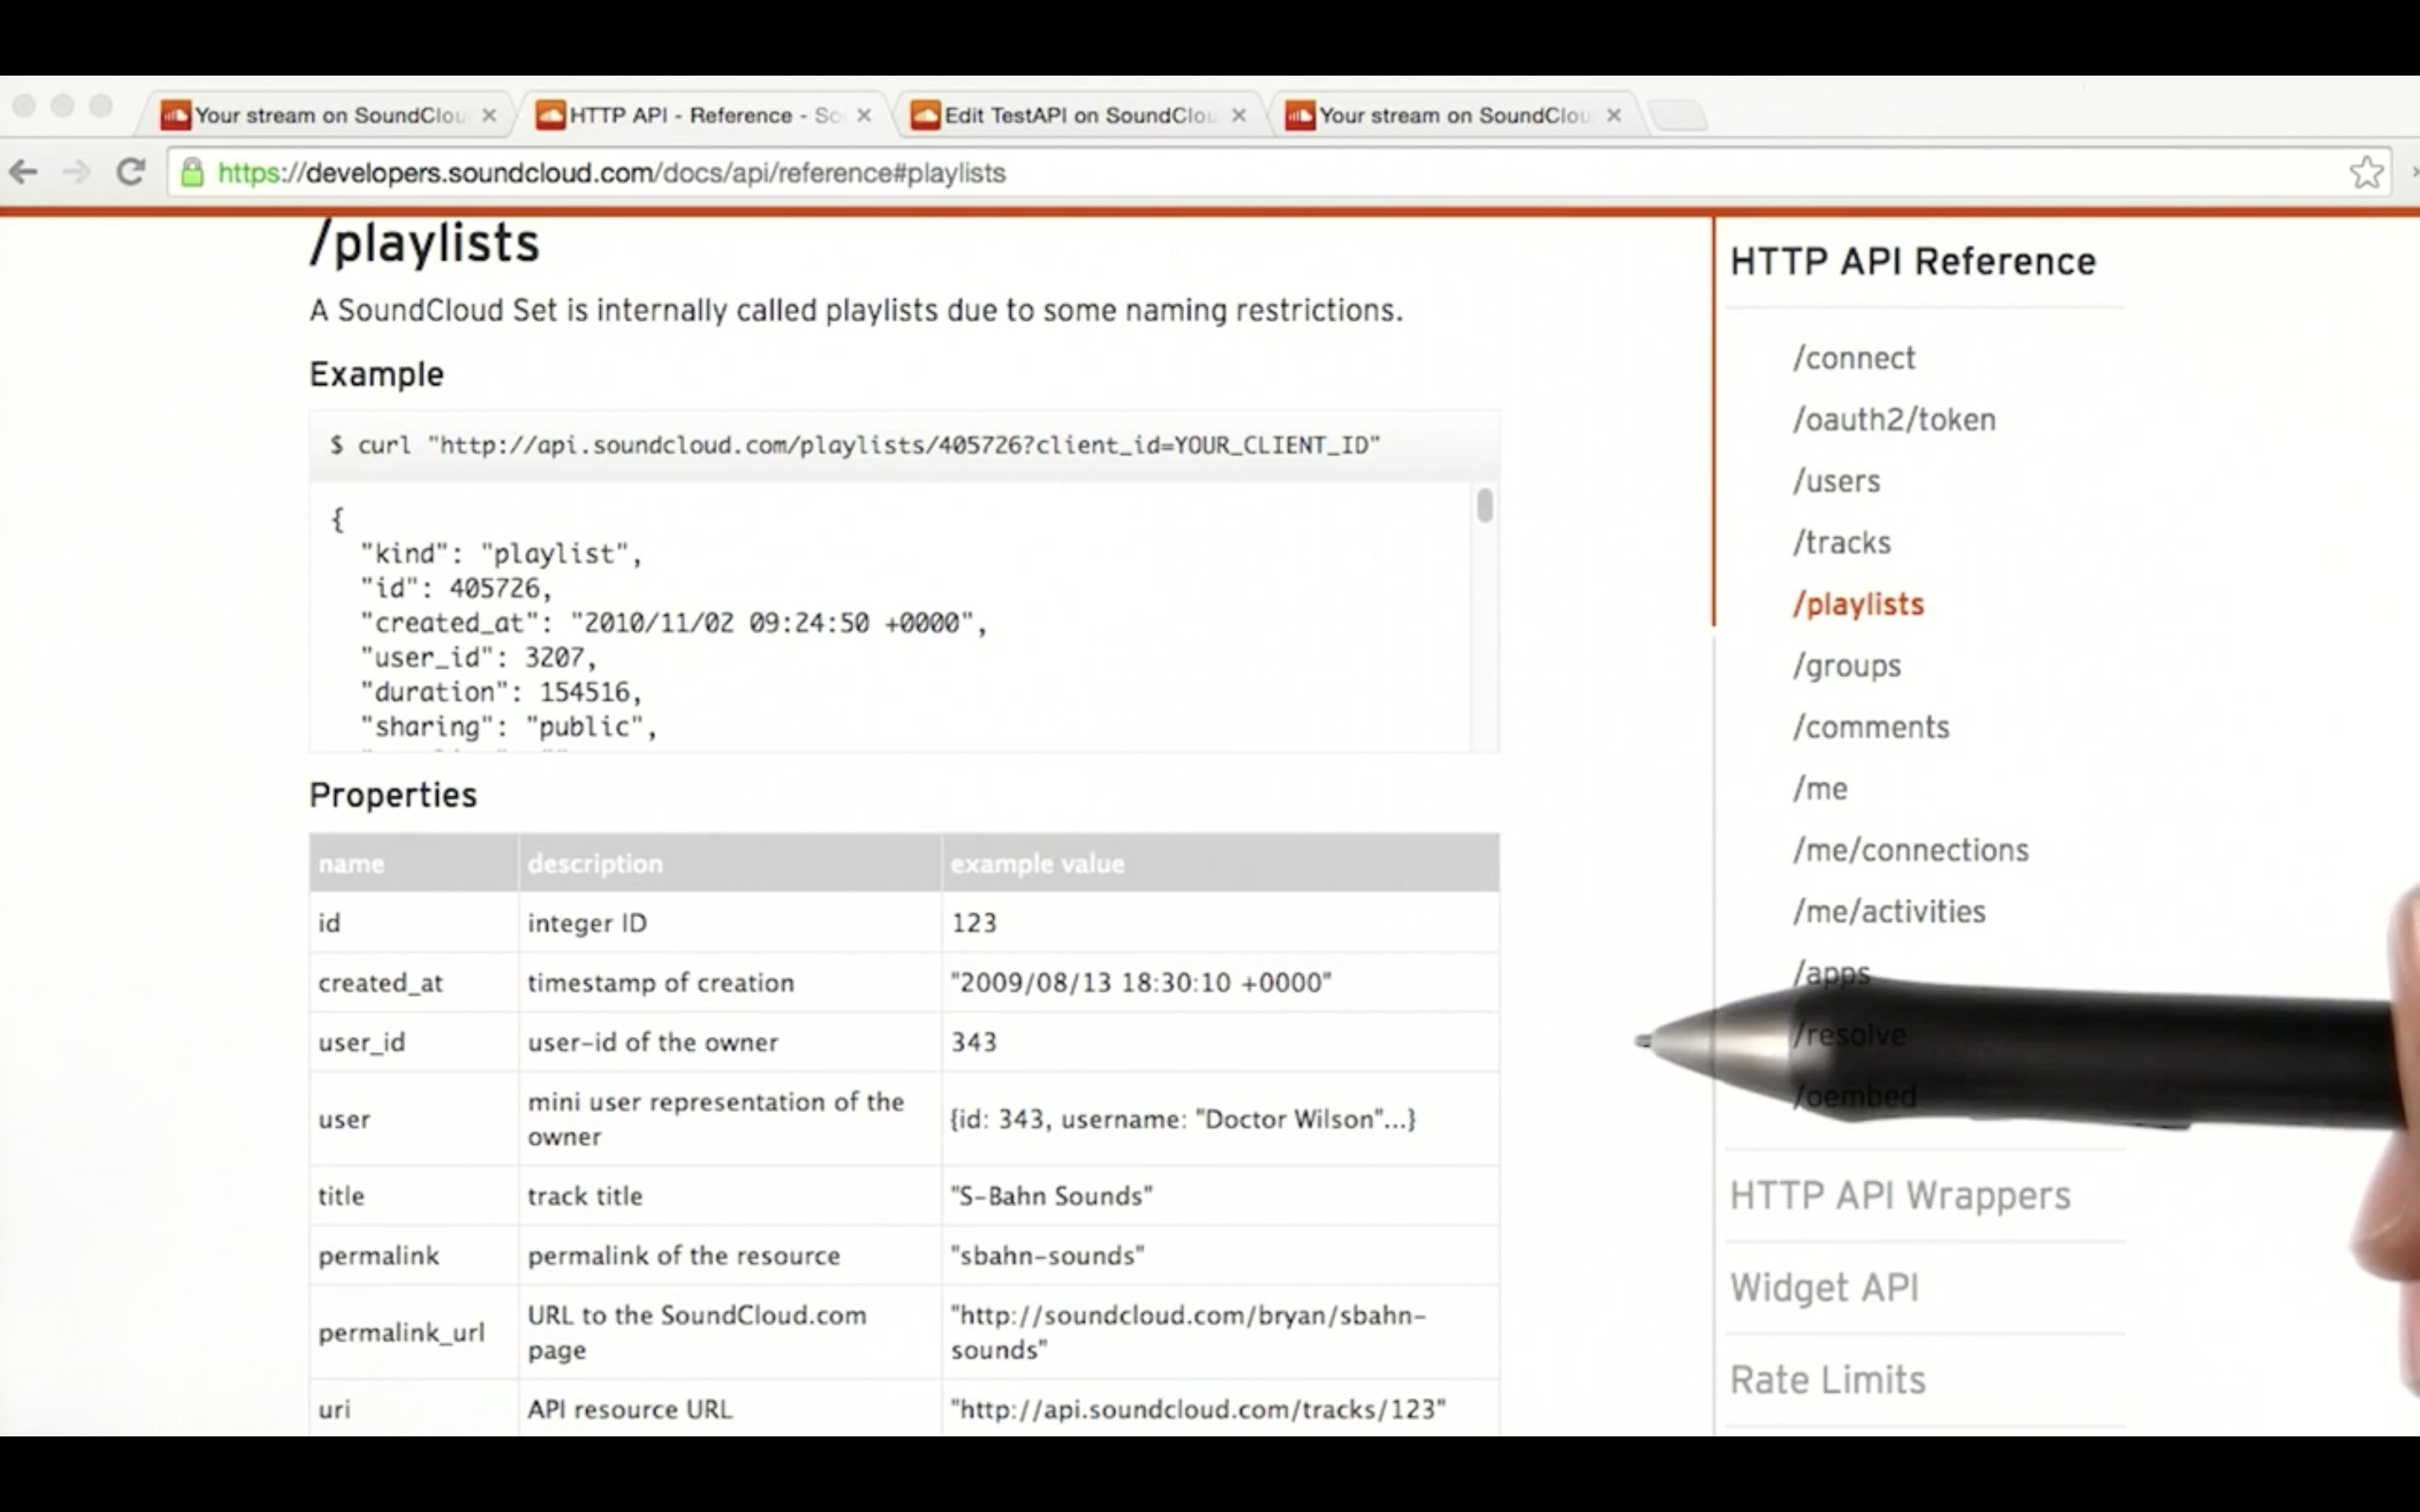 Your stream on SoundClou
HTTP API - Reference - So
Edit TestAPI on SoundClou
Your stream on SoundClou
https://developers.soundcloud.com/docs/api/reference#playlists
/playlists
A SoundCloud Set is internally called playlists due to some naming restrictions.
Example
$ curl "http://api.soundcloud.com/playlists/405726?client_id=YOUR_CLIENT_ID"
{
"kind": "playlist",
"id": 405726,
"created_at": "2010/11/02 09:24:50 +0000",
"user_id": 3207,
"duration": 154516,
"sharing": "public",
Properties
name description example value
id integer ID 123
created_at timestamp of creation "2009/08/13 18:30:10 +0000"
user_id user-id of the owner 343
user mini user representation of the
owner {id: 343, username: "Doctor Wilson"...}
title track title "S-Bahn Sounds"
permalink permalink of the resource "sbahn-sounds"
permalink_url URL to the SoundCloud.com
page "http://soundcloud.com/bryan/sbahn-
sounds"
uri API resource URL "http://api.soundcloud.com/tracks/123"
HTTP API Reference
/connect
/oauth2/token
/users
/tracks
/playlists
/groups
/comments
/me
/me/connections
/me/activities
/apps
/resolve
/oembed
HTTP API Wrappers
Widget API
Rate Limits